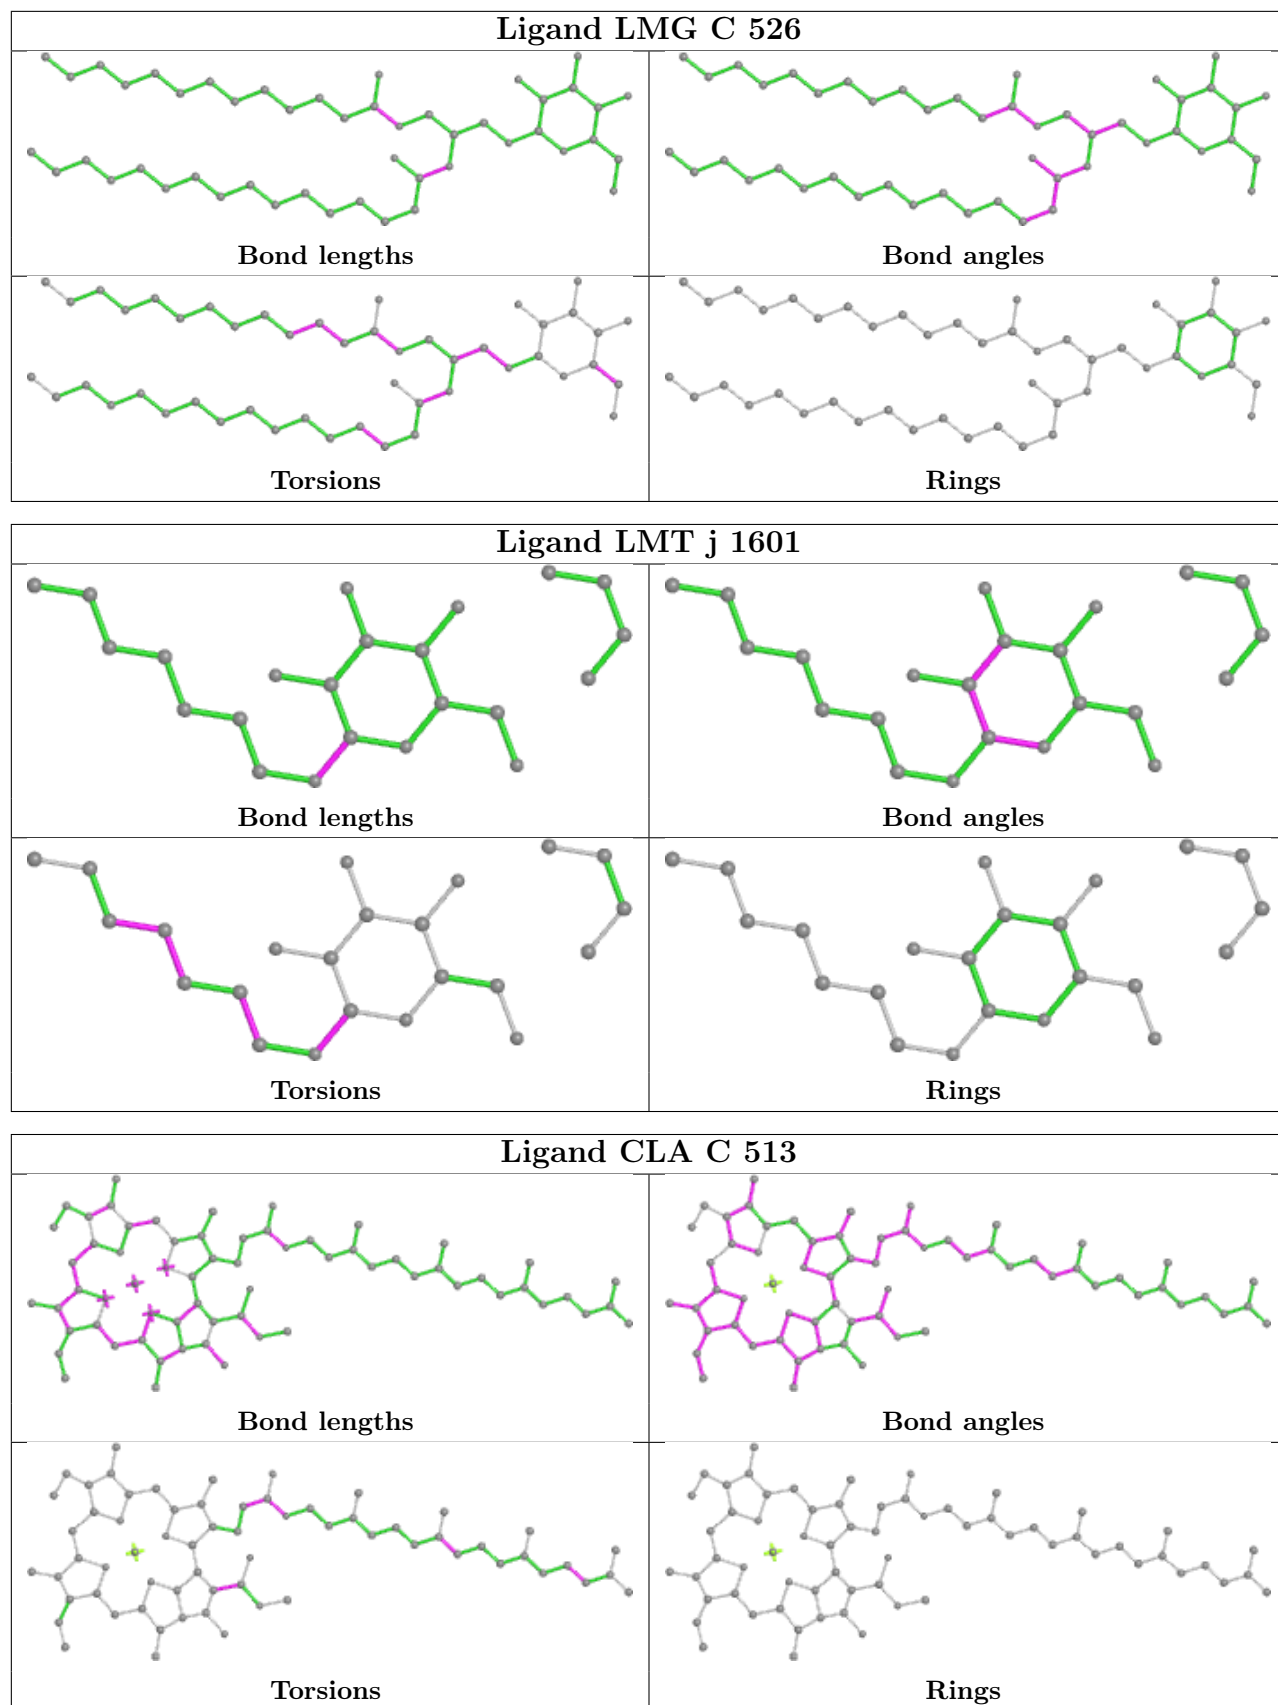 Ligand LMG C 526
Bond lengths
Bond angles
Torsions
Rings
Ligand LMT j 1601
Bond lengths
Bond angles
Torsions
Rings
Ligand CLA C 513
Bond lengths
Bond angles
Torsions
Rings